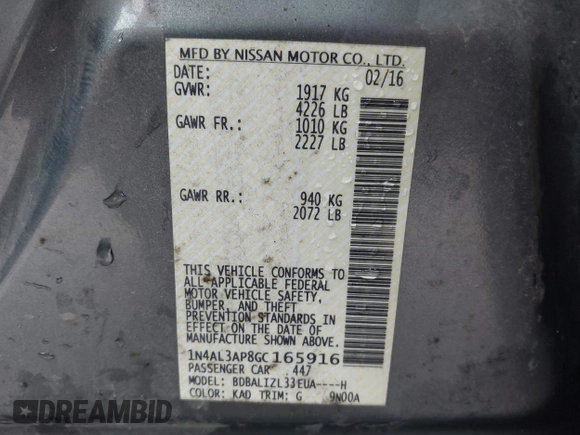 MFD BY NISSAN MOTOR CO., LTD.
DATE: 02/16
GVWR: 1917 KG
4226 LB
GAWR FR.: 1010 KG
2227 LB
GAWR RR.: 940 KG
2072 LB
THIS VEHICLE CONFORMS TO
ALL APPLICABLE FEDERAL
MOTOR VEHICLE SAFETY,
BUMPER, AND THEFT
PREVENTION STANDARDS IN
EFFECT ON THE DATE OF
MANUFACTURE SHOWN ABOVE.
1N4AL3AP8GC165916
PASSENGER CAR 447
MODEL: BDBALIZL33EUA----H
COLOR: KAD TRIM: G 9N00A
DEALERBID.COM